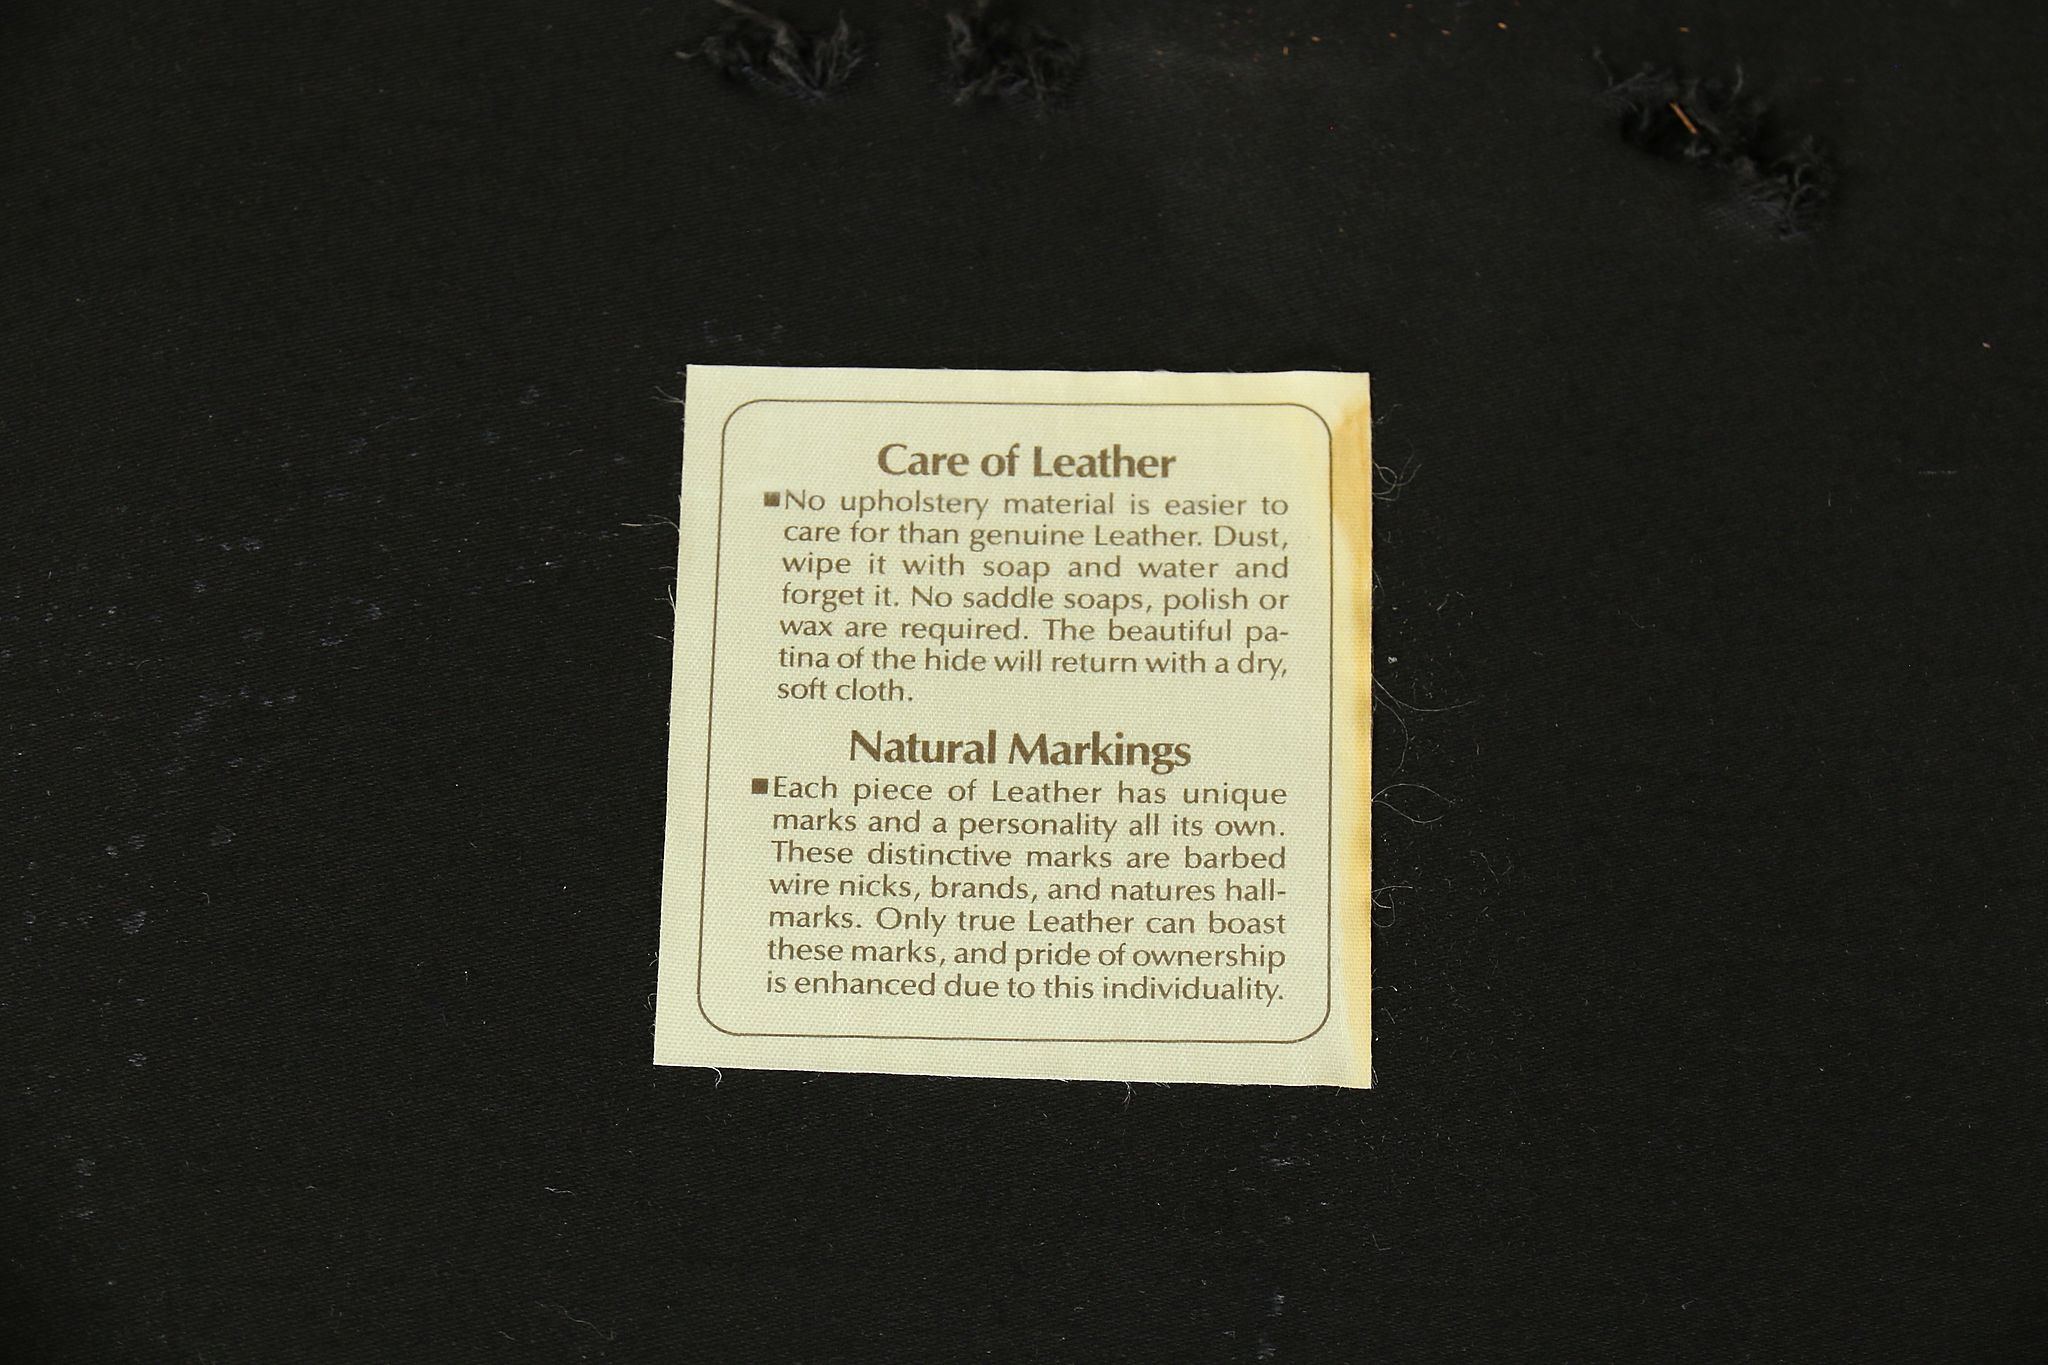 Care of Leather
■No upholstery material is easier to
care for than genuine Leather. Dust,
wipe it with soap and water and
forget it. No saddle soaps, polish or
wax are required. The beautiful pa-
tina of the hide will return with a dry,
soft cloth.
Natural Markings
■Each piece of Leather has unique
marks and a personality all its own.
These distinctive marks are barbed
wire nicks, brands, and natures hall-
marks. Only true Leather can boast
these marks, and pride of ownership
is enhanced due to this individuality.